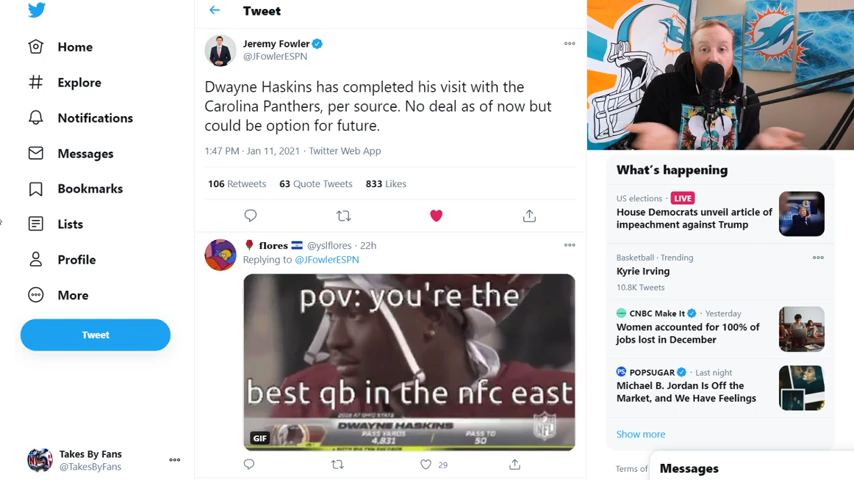 Tweet
Home
Explore
Notifications
Messages
Bookmarks
Lists
Profile
More
Tweet
Takes By Fans
@TakesByFans
Jeremy Fowler
@JFowlerESPN
Dwayne Haskins has completed his visit with the
Carolina Panthers, per source. No deal as of now but
could be option for future.
1:47 PM · Jan 11, 2021 · Twitter Web App
106 Retweets 63 Quote Tweets 833 Likes
flores @yslflores · 22h
Replying to @JFowlerESPN
pov: you're the
best qb in the nfc east
2018 AT OHIO STATE
DWAYNE HASKINS
PASS YARDS PASS TD
4,831 50
NFL
GIF
29
What's happening
US elections · LIVE
House Democrats unveil article of
impeachment against Trump
Basketball · Trending
Kyrie Irving
10.8K Tweets
CNBC Make It · Yesterday
Women accounted for 100% of
jobs lost in December
POPSUGAR · Last night
Michael B. Jordan Is Off the
Market, and We Have Feelings
Show more
Terms of
Messages